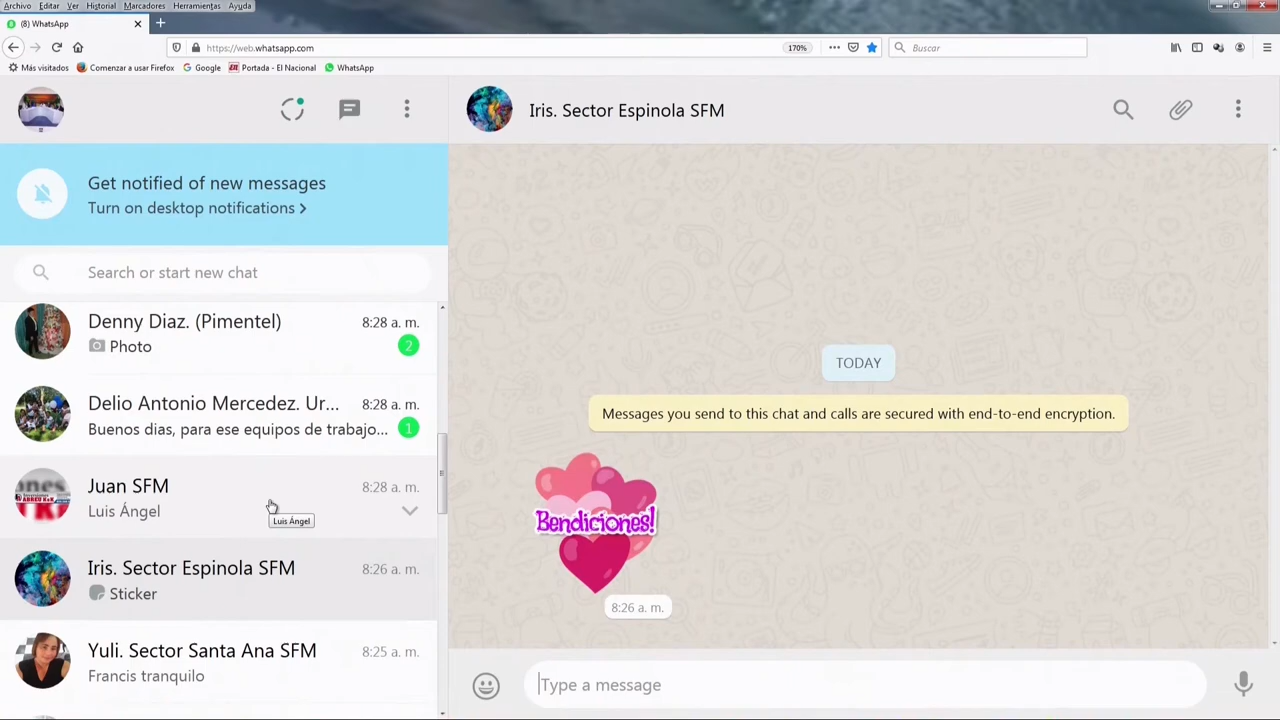 Archivo Editar Ver Historial Marcadores Herramientas Ayuda
(8) WhatsApp
https://web.whatsapp.com
170%
Buscar
Más visitados Comenzar a usar Firefox Google Portada - El Nacional WhatsApp
Iris. Sector Espinola SFM
Get notified of new messages
Turn on desktop notifications >
Search or start new chat
Denny Diaz. (Pimentel) 8:28 a. m.
Photo 2
Delio Antonio Mercedez. Ur... 8:28 a. m.
Buenos dias, para ese equipos de trabajo... 1
Juan SFM 8:28 a. m.
Luis Ángel
Luis Ángel
Iris. Sector Espinola SFM 8:26 a. m.
Sticker
Yuli. Sector Santa Ana SFM 8:25 a. m.
Francis tranquilo
TODAY
Messages you send to this chat and calls are secured with end-to-end encryption.
Bendiciones!
8:26 a. m.
Type a message